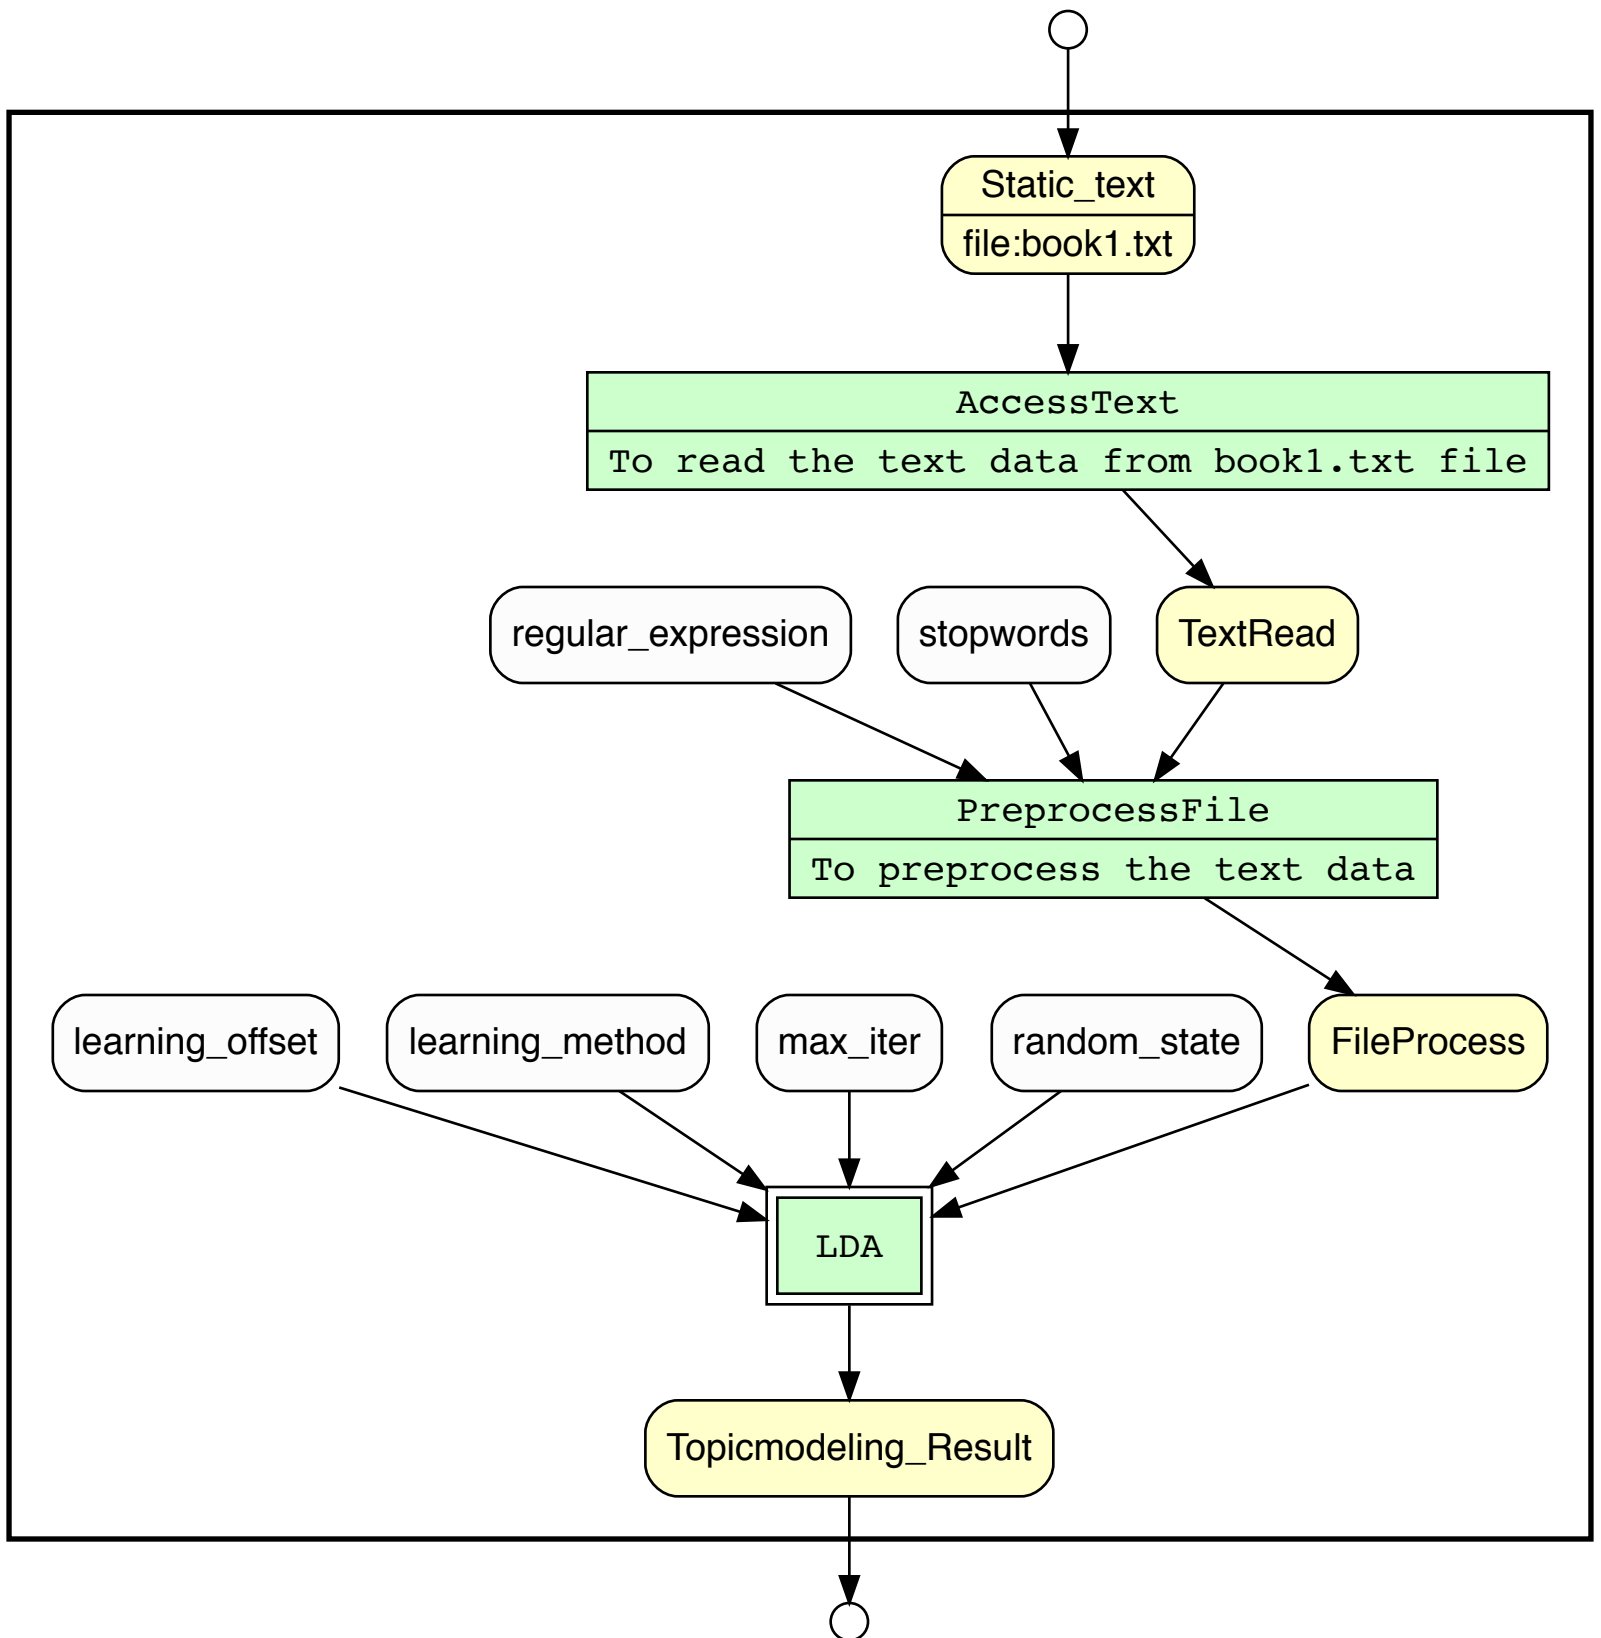 Static_text
file:book1.txt
AccessText
To read the text data from book1.txt file
regular_expression
stopwords
TextRead
PreprocessFile
To preprocess the text data
learning_offset
learning_method
max_iter
random_state
FileProcess
LDA
Topicmodeling_Result